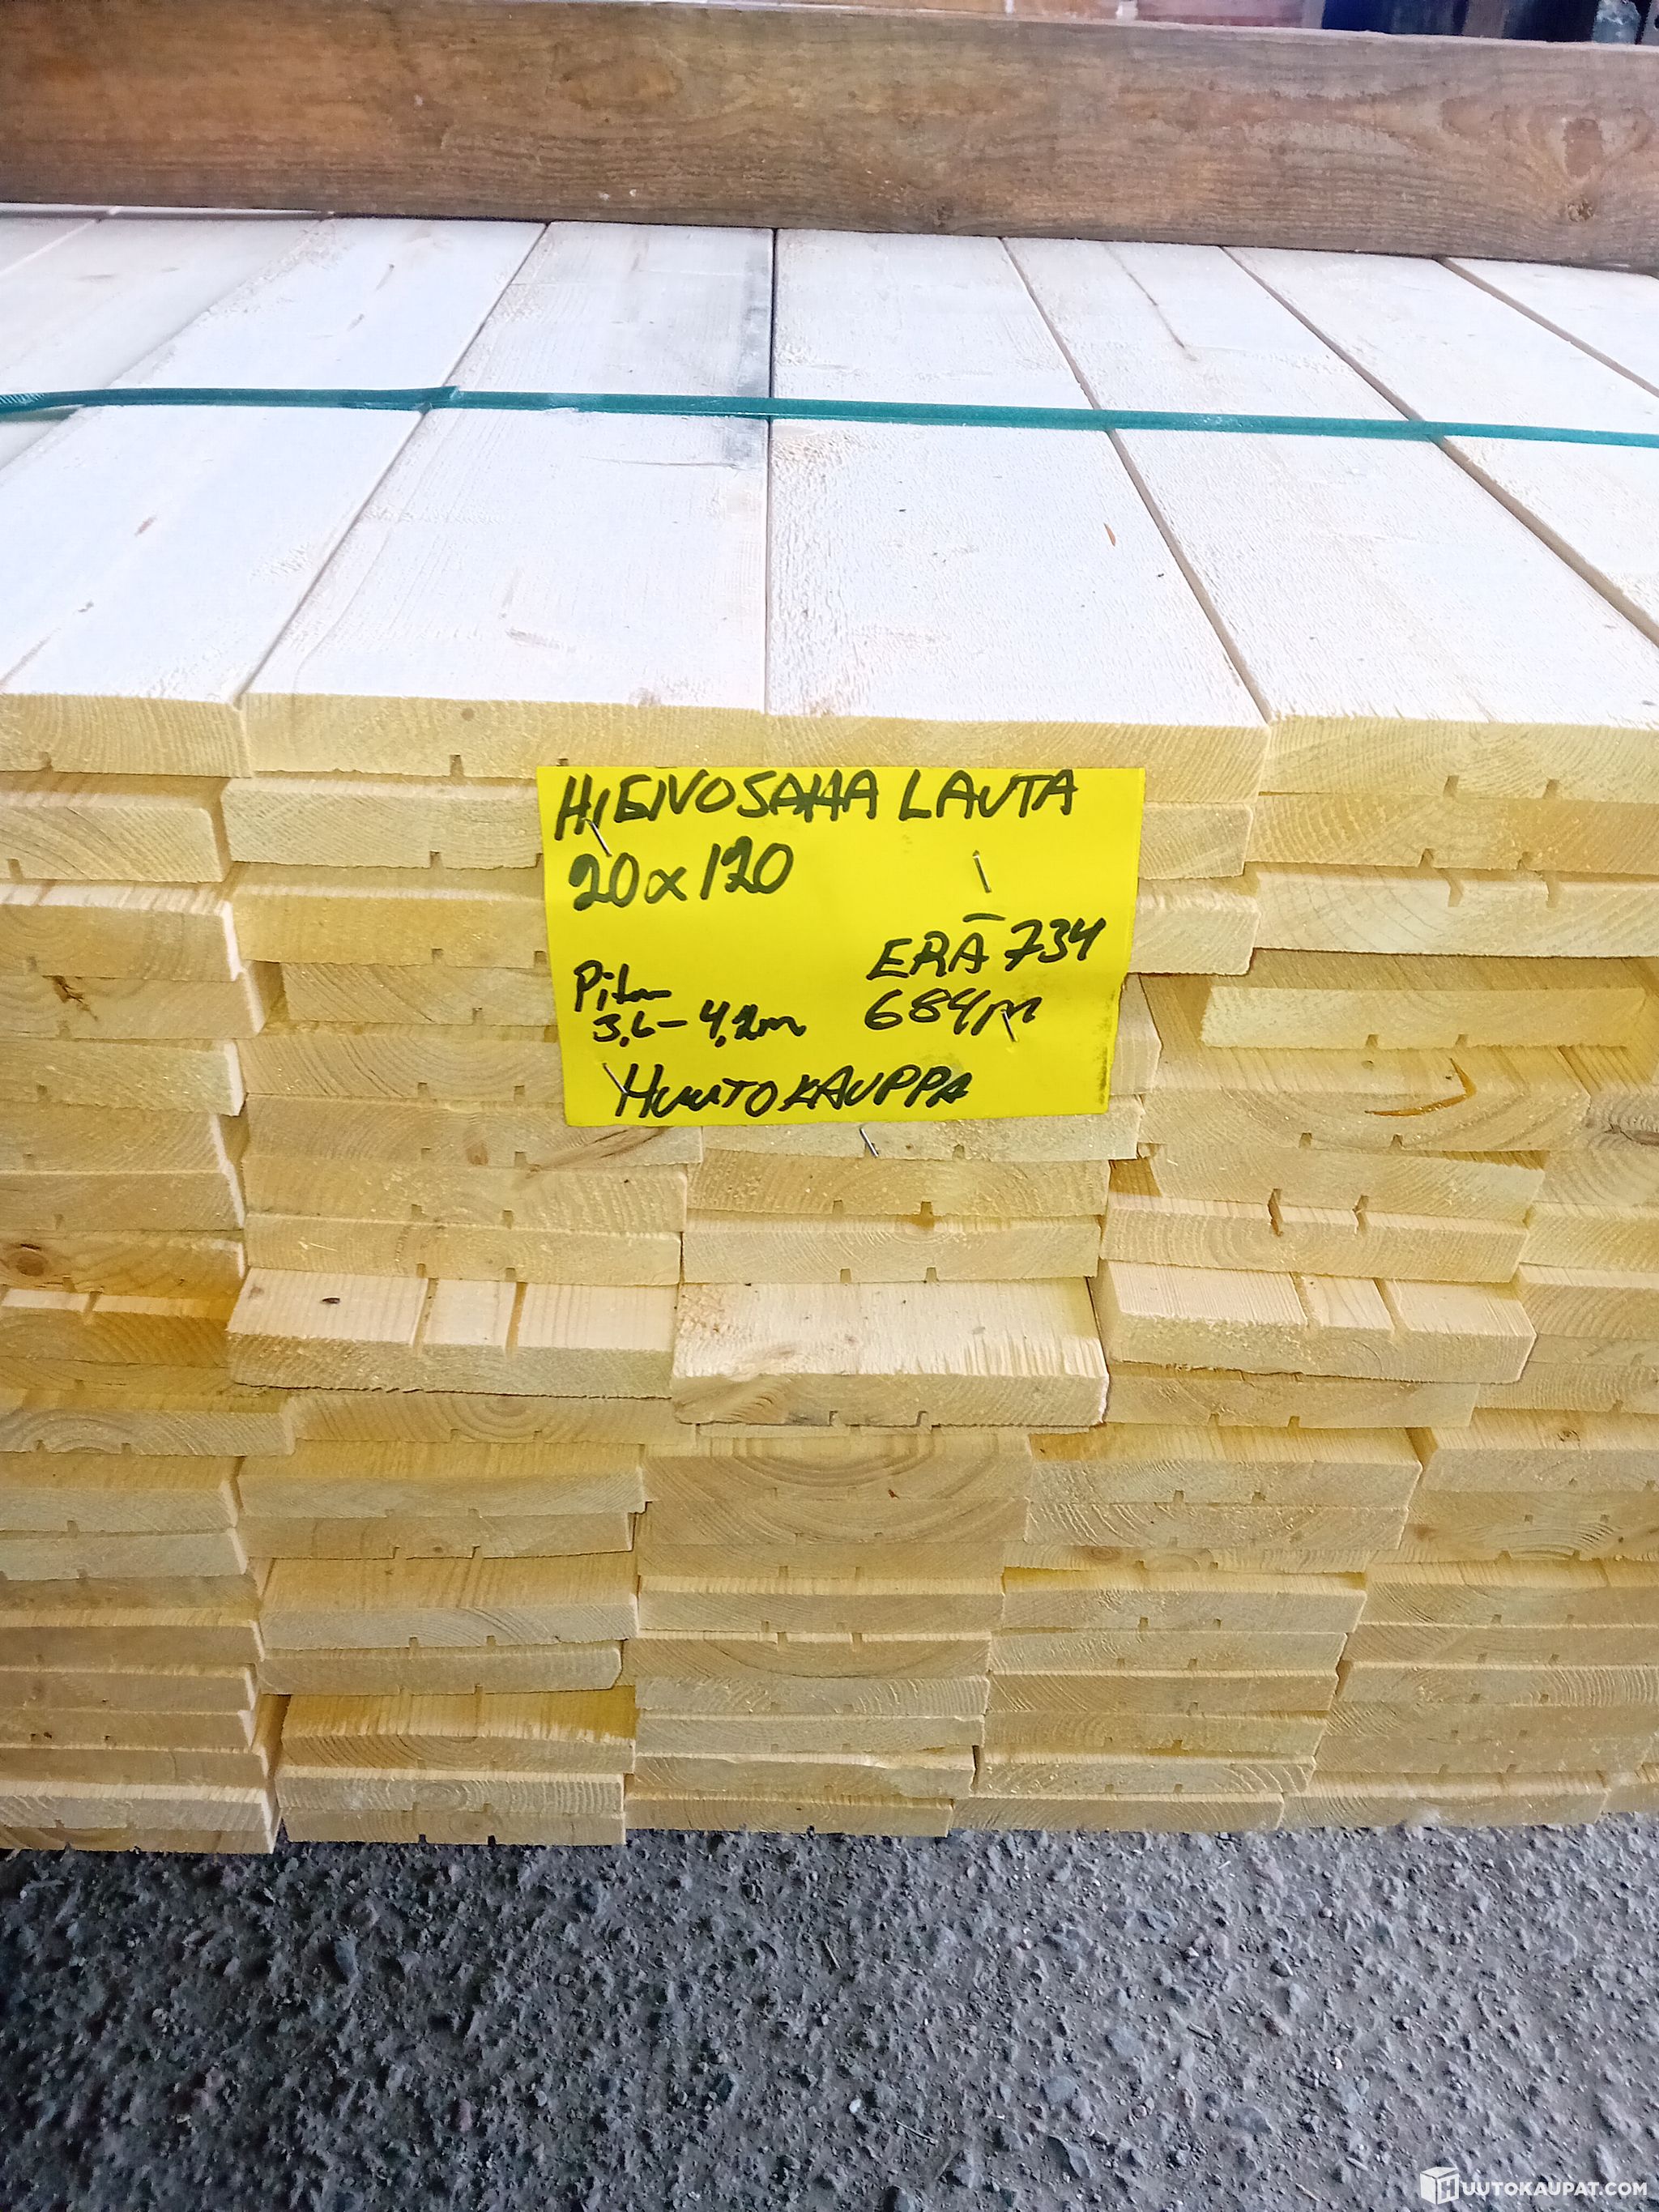 HIENOSAHA LAUTA
20x120
ERÄ 734
Pit.
684m
3,6-4,2m
HUUTOKAUPPA
HUUTOKAUPAT.COM